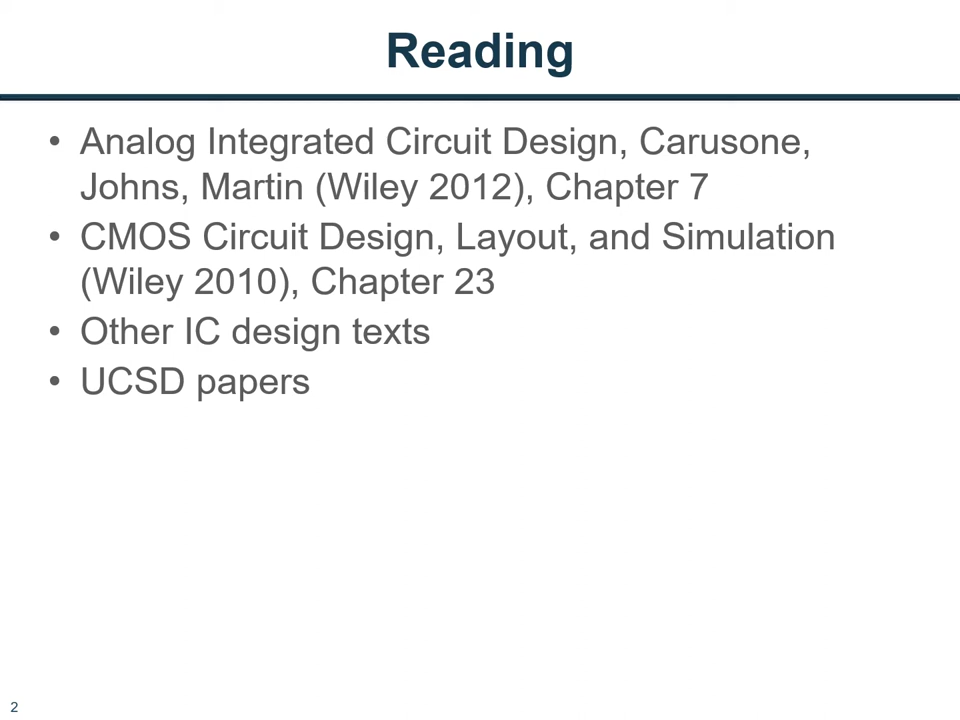 Reading
• Analog Integrated Circuit Design, Carusone,
Johns, Martin (Wiley 2012), Chapter 7
• CMOS Circuit Design, Layout, and Simulation
(Wiley 2010), Chapter 23
• Other IC design texts
• UCSD papers
2